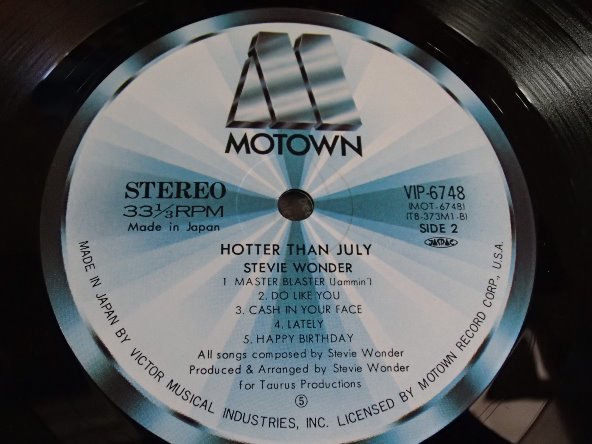 MOTOWN
STEREO
33⅓RPM
Made in Japan
VIP-6748
(MOT-6748)
(T8-373M1-B)
SIDE 2
JASRAC
HOTTER THAN JULY
STEVIE WONDER
1 MASTER BLASTER (Jammin')
2. DO LIKE YOU
3. CASH IN YOUR FACE
4. LATELY
5. HAPPY BIRTHDAY
All songs composed by Stevie Wonder
Produced & Arranged by Stevie Wonder
for Taurus Productions
⑤
MADE IN JAPAN BY VICTOR MUSICAL INDUSTRIES, INC. LICENSED BY MOTOWN RECORD CORP., U.S.A.